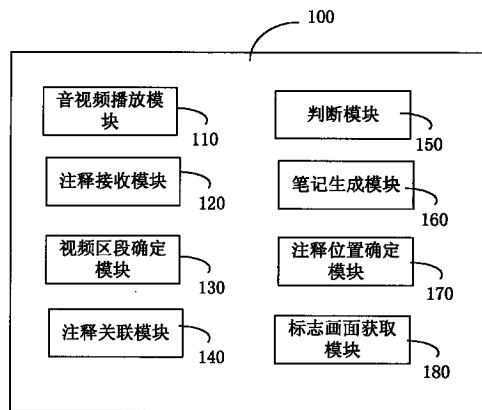 100
音视频播放模
块
110
注释接收模块
120
视频区段确定
模块
130
注释关联模块
140
判断模块
150
笔记生成模块
160
注释位置确定
模块
170
标志画面获取
模块
180